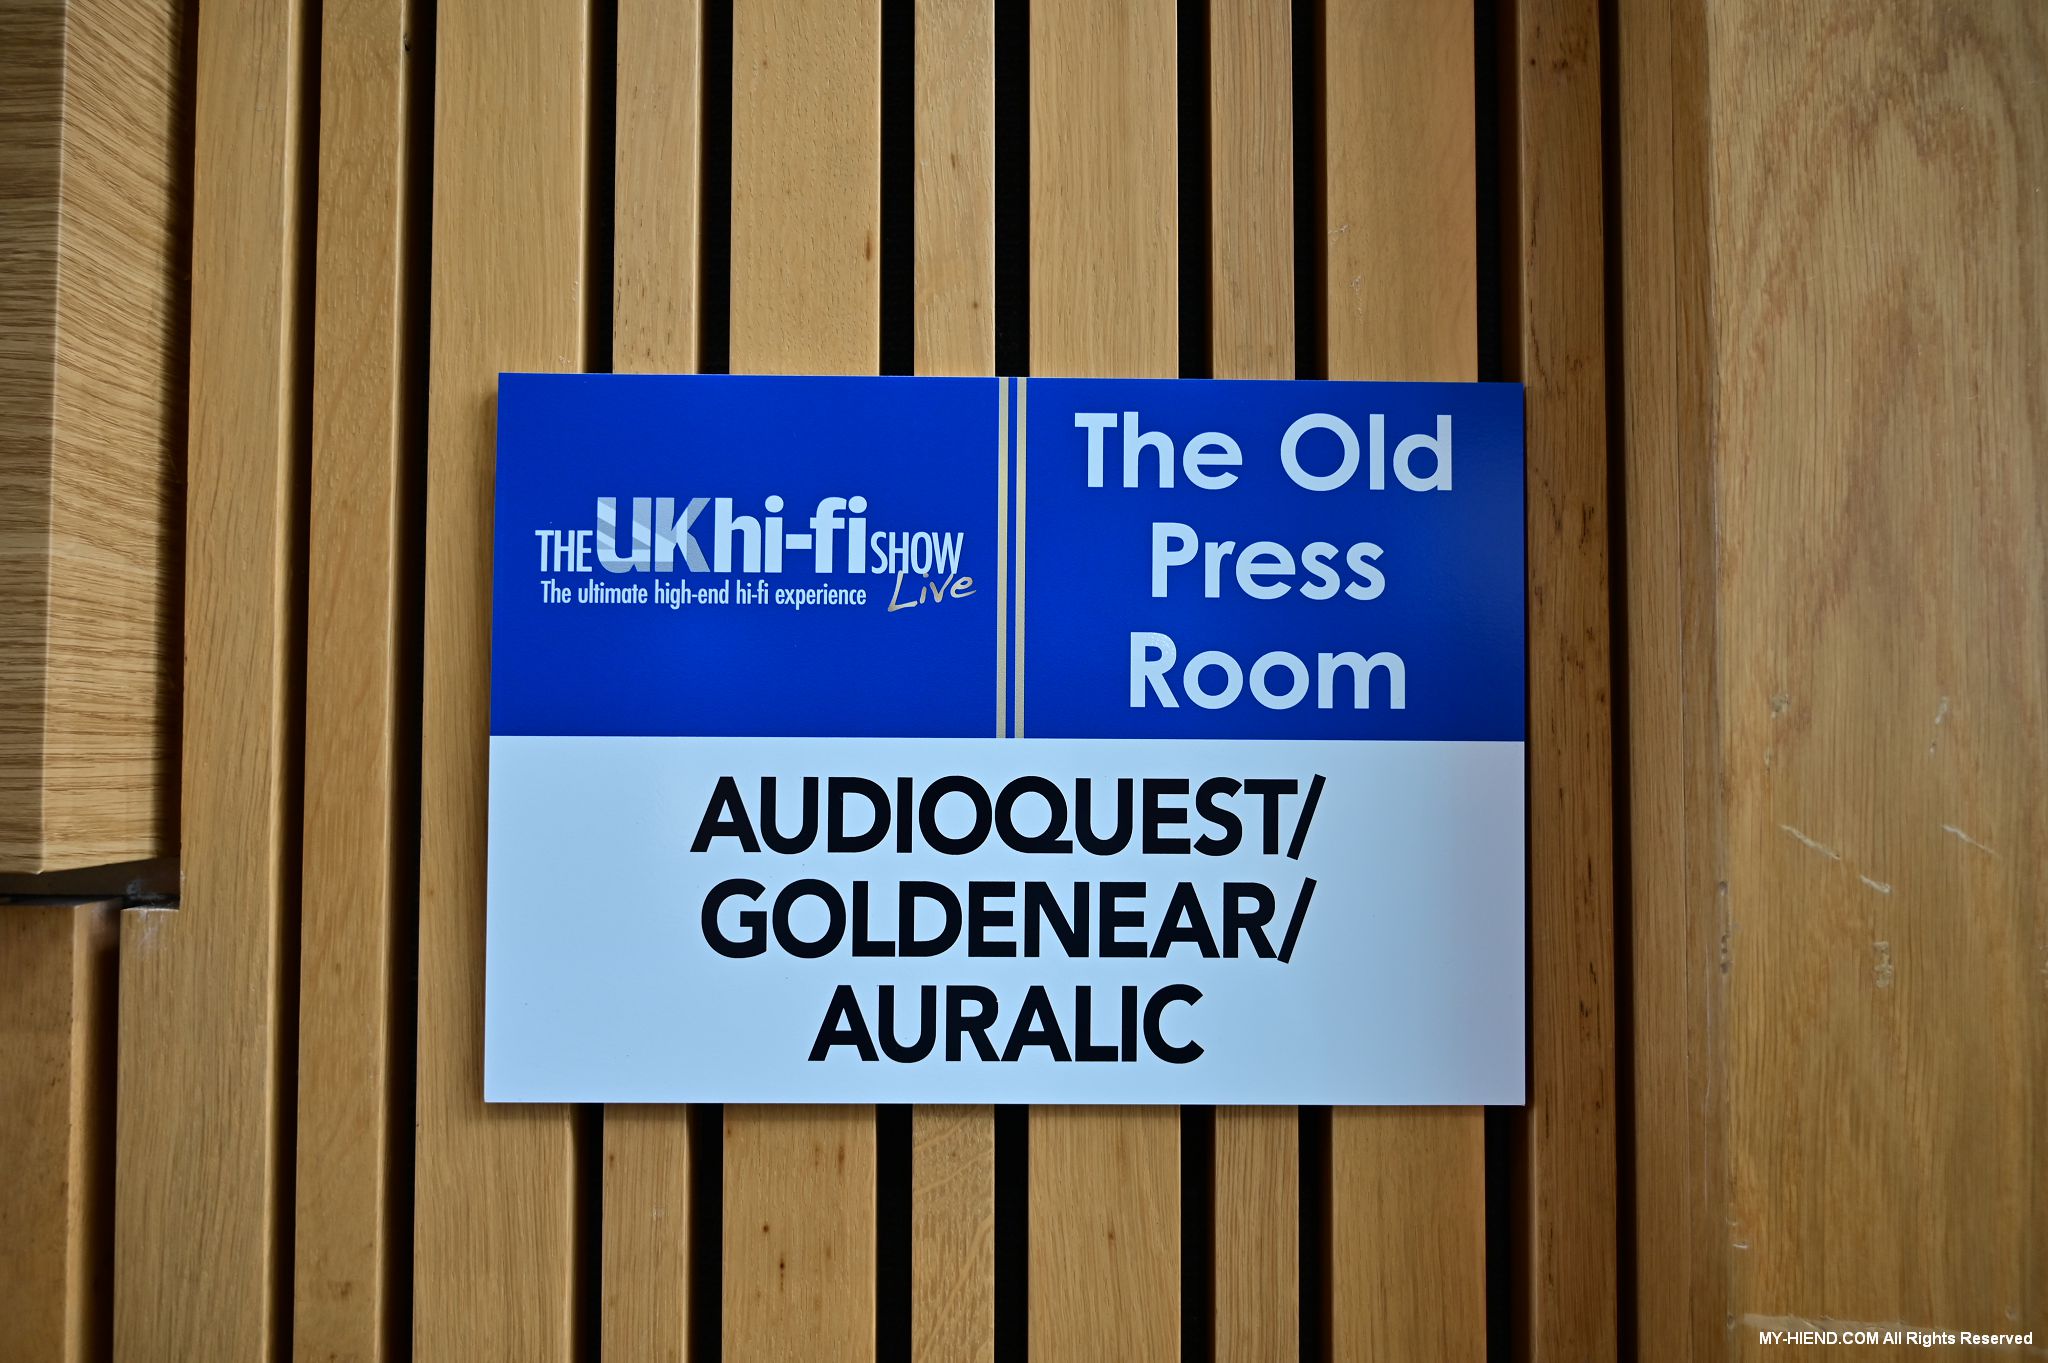 THE UK hi-fi SHOW
Live
The ultimate high-end hi-fi experience
The Old
Press
Room
AUDIOQUEST/
GOLDENEAR/
AURALIC
MY-HIEND.COM All Rights Reserved